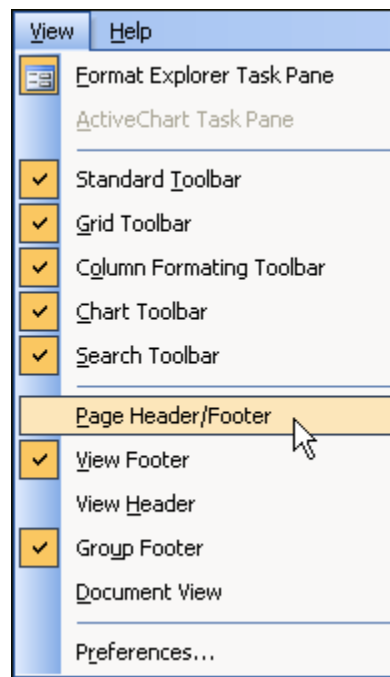 View Help
Format Explorer Task Pane
ActiveChart Task Pane
Standard Toolbar
Grid Toolbar
Column Formating Toolbar
Chart Toolbar
Search Toolbar
Page Header/Footer
View Footer
View Header
Group Footer
Document View
Preferences...